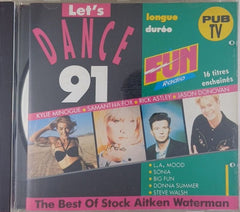 Let's
DANCE
91
longue
durée
PUB
TV
FUN
Radio
16 titres
enchaînés
KYLIE MINOGUE • SAMANTHA FOX • RICK ASTLEY • JASON DONOVAN
• L.A. MOOD
• SONIA
• BIG FUN
• DONNA SUMMER
• STEVE WALSH
The Best Of Stock Aitken Waterman